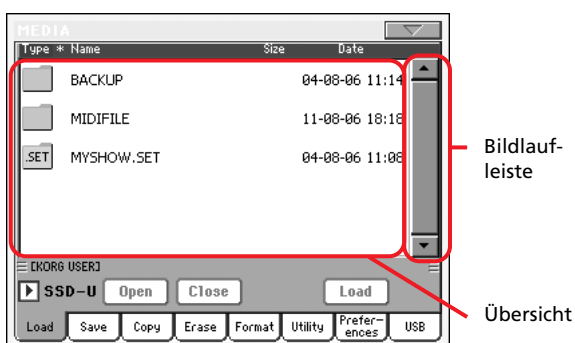 MEDIA
Type * Name Size Date
BACKUP 04-08-06 11:14
MIDIFILE 11-08-06 18:18
.SET MYSHOW.SET 04-08-06 11:08
Bildlauf-
leiste
[KORG USER]
SSD-U Open Close Load
Übersicht
Load Save Copy Erase Format Utility Prefer-
ences USB